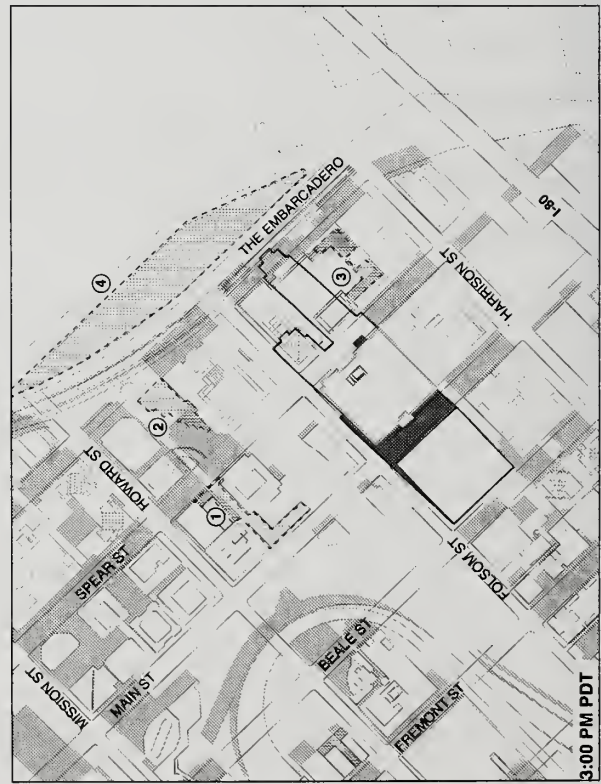 MISSION ST
SPEAR ST
MAIN ST
HOWARD ST
THE EMBARCADERO
HARRISON ST
I-80
FOLSOM ST
BEALE ST
FREMONT ST
1
2
3
4
3:00 PM PDT